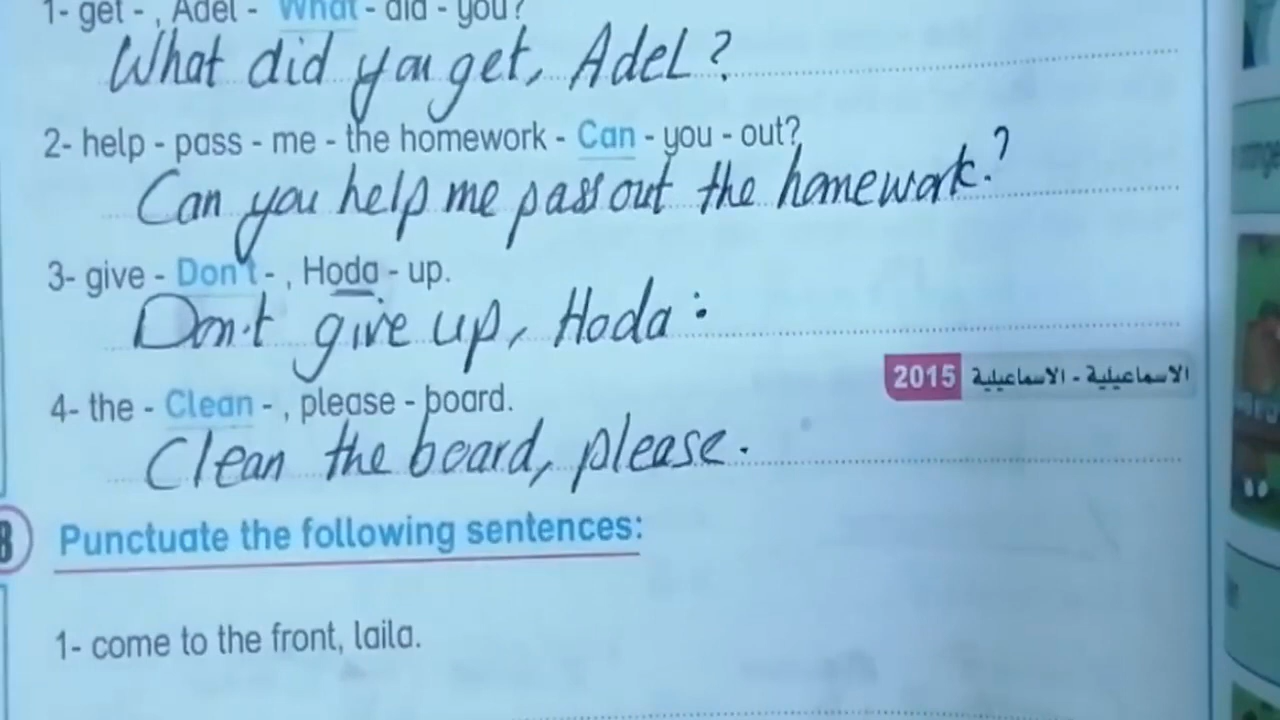 1- get - , Adel - What - did - you?
What did you get, Adel?
2- help - pass - me - the homework - Can - you - out?
Can you help me pass out the homework.?
3- give - Don't - , Hoda - up.
Don't give up, Hoda:
2015 الاسماعيلية - الاسماعيلية
4- the - Clean - , please - board.
Clean the board, please.
8 Punctuate the following sentences:
1- come to the front, laila.